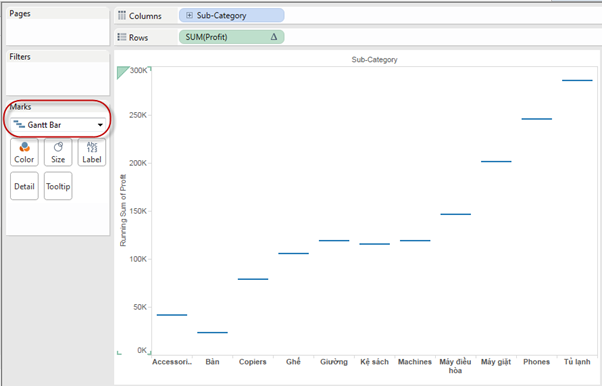 Pages
Columns
Sub-Category
Rows
SUM(Profit) Δ
Filters
Marks
Gantt Bar
Color
Size
Abc
123
Label
Detail
Tooltip
Sub-Category
Running Sum of Profit
300K
250K
200K
150K
100K
50K
0K
Accessori..
Bàn
Copiers
Ghế
Giường
Kệ sách
Machines
Máy điều hòa
Máy giặt
Phones
Tủ lạnh